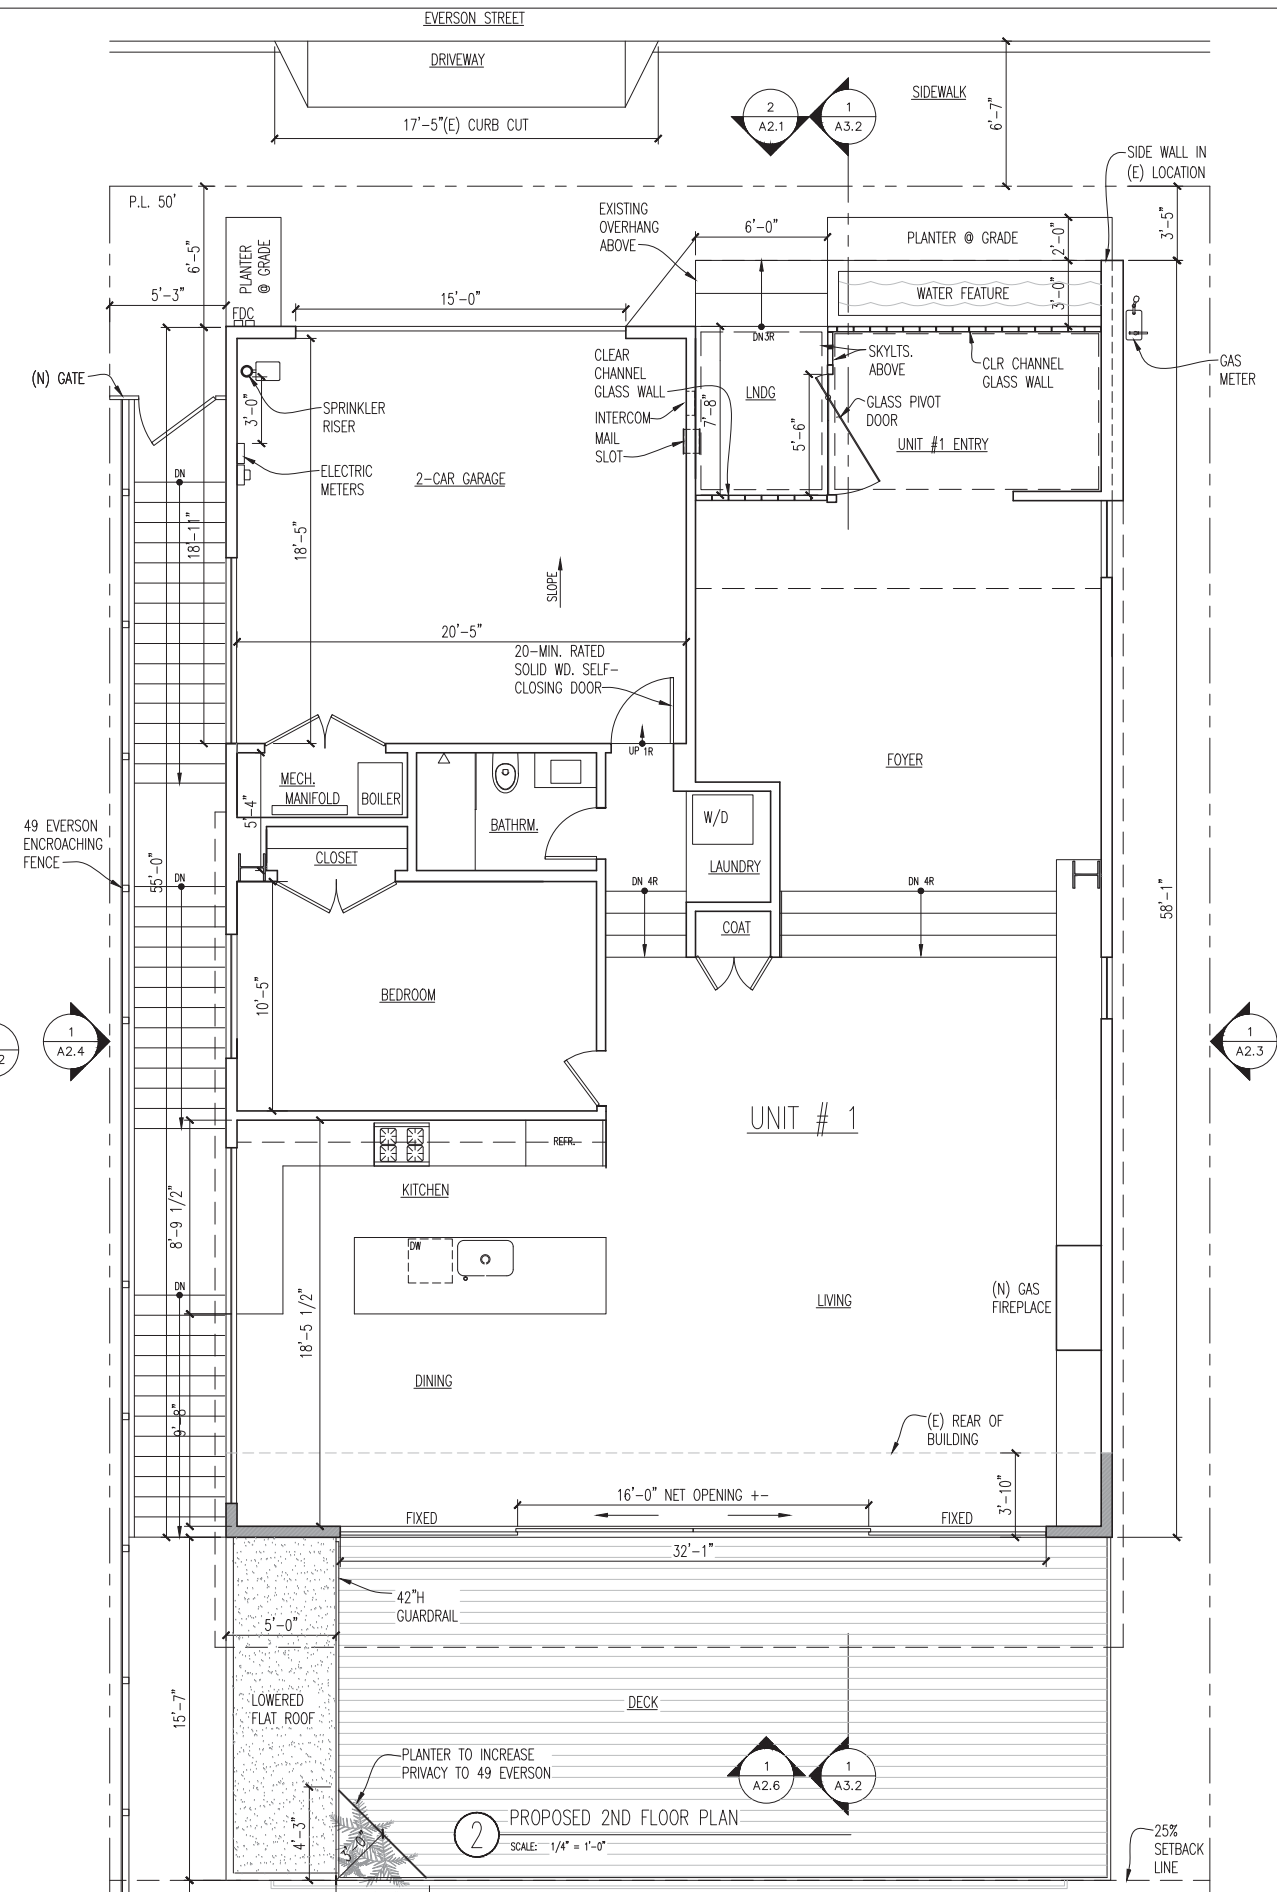 EVERSON STREET
DRIVEWAY
17'-5"(E) CURB CUT
2
A2.1
1
A3.2
SIDEWALK
6'-7"
SIDE WALL IN
(E) LOCATION
P.L. 50'
6'-5"
PLANTER
@ GRADE
5'-3"
FDC
15'-0"
EXISTING
OVERHANG
ABOVE
6'-0"
PLANTER @ GRADE
2'-0"
3'-5"
WATER FEATURE
3'-0"
DN 3R
(N) GATE
SPRINKLER
RISER
3'-0"
ELECTRIC
METERS
CLEAR
CHANNEL
GLASS WALL
INTERCOM
MAIL
SLOT
7'-8"
LNDG
SKYLTS.
ABOVE
CLR CHANNEL
GLASS WALL
GAS
METER
GLASS PIVOT
DOOR
5'-6"
UNIT #1 ENTRY
2-CAR GARAGE
DN
18'-11"
18'-5"
SLOPE
20'-5"
20-MIN. RATED
SOLID WD. SELF-
CLOSING DOOR
UP 1R
FOYER
MECH.
MANIFOLD
BOILER
5'-4"
BATHRM.
W/D
LAUNDRY
49 EVERSON
ENCROACHING
FENCE
55'-0"
CLOSET
DN
DN 4R
DN 4R
COAT
58'-1"
10'-5"
BEDROOM
2
1
A2.4
1
A2.3
UNIT # 1
REFR.
KITCHEN
8'-9 1/2"
DW
DN
18'-5 1/2"
LIVING
(N) GAS
FIREPLACE
DINING
9'-8"
(E) REAR OF
BUILDING
3'-10"
16'-0" NET OPENING +-
FIXED
FIXED
32'-1"
42"H
GUARDRAIL
5'-0"
15'-7"
LOWERED
FLAT ROOF
DECK
PLANTER TO INCREASE
PRIVACY TO 49 EVERSON
1
A2.6
1
A3.2
4'-3"
3'-0"
2
PROPOSED 2ND FLOOR PLAN
SCALE: 1/4" = 1'-0"
25%
SETBACK
LINE